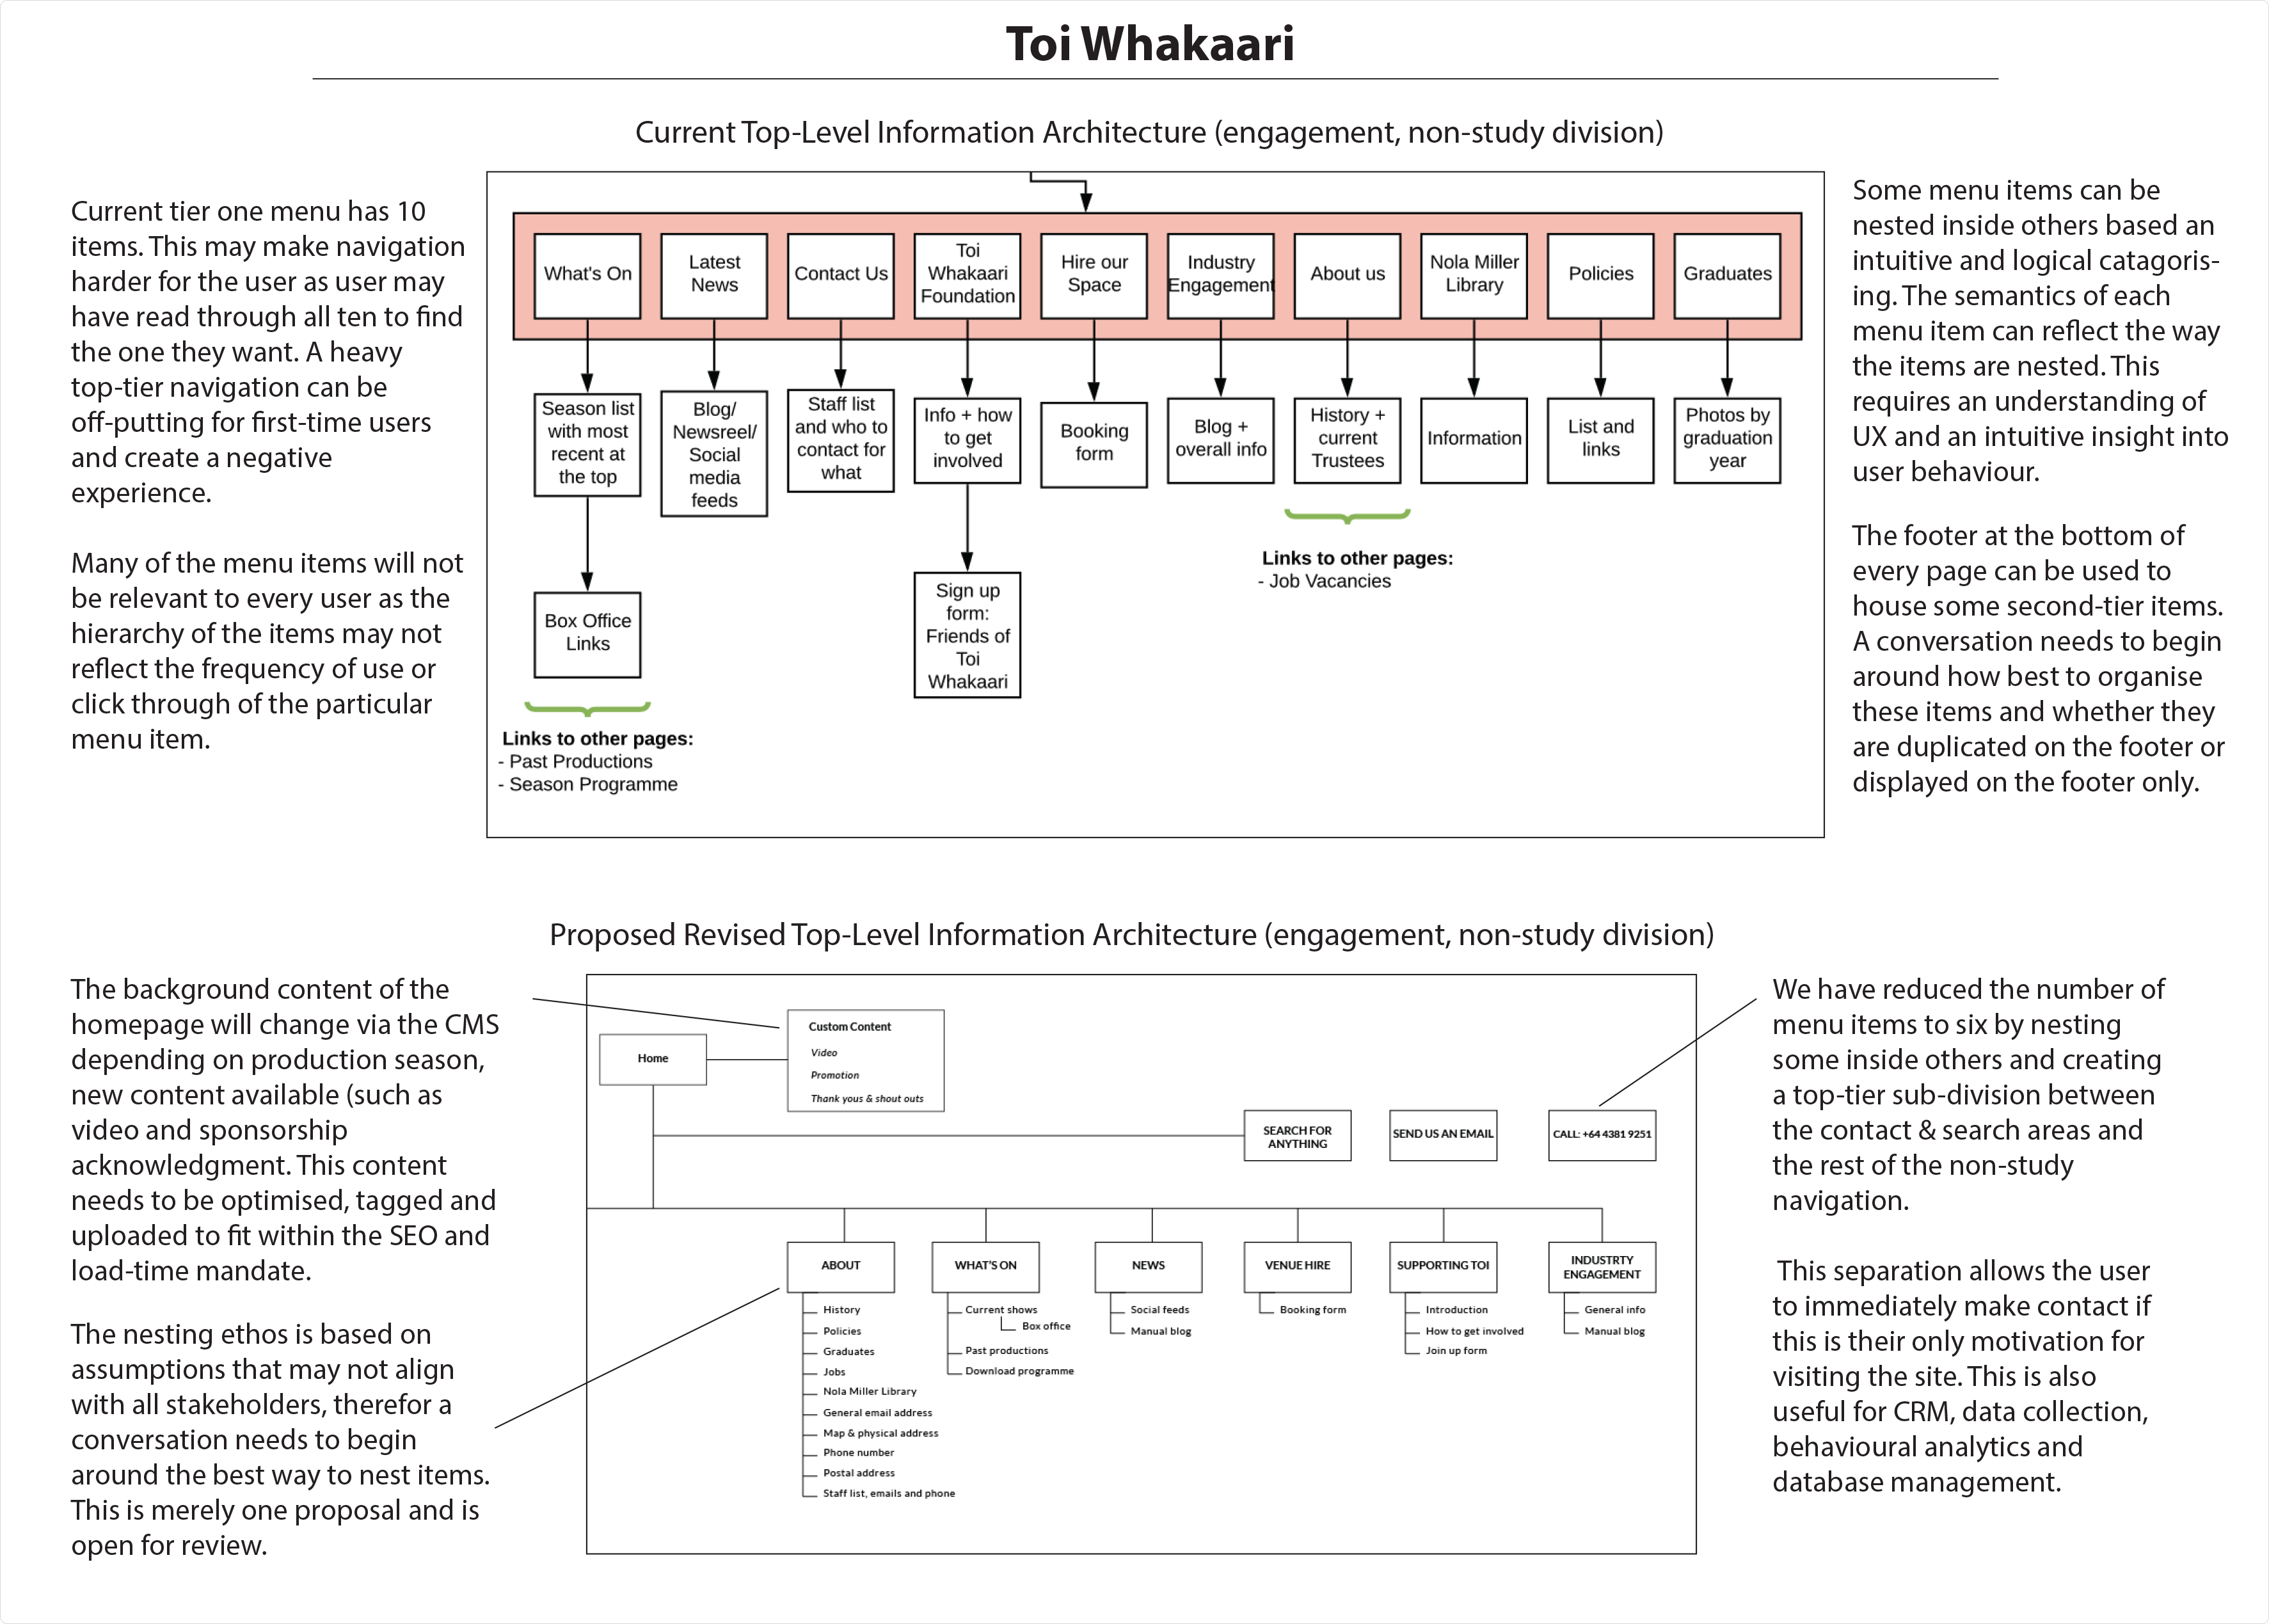 Toi Whakaari
Current Top-Level Information Architecture (engagement, non-study division)
Current tier one menu has 10
items. This may make navigation
harder for the user as user may
have read through all ten to find
the one they want. A heavy
top-tier navigation can be
off-putting for first-time users
and create a negative
experience.
Many of the menu items will not
be relevant to every user as the
hierarchy of the items may not
reflect the frequency of use or
click through of the particular
menu item.
What's On
Latest
News
Contact Us
Toi
Whakaari
Foundation
Hire our
Space
Industry
Engagement
About us
Nola Miller
Library
Policies
Graduates
Season list
with most
recent at
the top
Blog/
Newsreel/
Social
media
feeds
Staff list
and who to
contact for
what
Info + how
to get
involved
Booking
form
Blog +
overall info
History +
current
Trustees
Information
List and
links
Photos by
graduation
year
Box Office
Links
Sign up
form:
Friends of
Toi
Whakaari
Links to other pages:
- Job Vacancies
Links to other pages:
- Past Productions
- Season Programme
Some menu items can be
nested inside others based an
intuitive and logical catagoris-
ing. The semantics of each
menu item can reflect the way
the items are nested. This
requires an understanding of
UX and an intuitive insight into
user behaviour.
The footer at the bottom of
every page can be used to
house some second-tier items.
A conversation needs to begin
around how best to organise
these items and whether they
are duplicated on the footer or
displayed on the footer only.
Proposed Revised Top-Level Information Architecture (engagement, non-study division)
The background content of the
homepage will change via the CMS
depending on production season,
new content available (such as
video and sponsorship
acknowledgment. This content
needs to be optimised, tagged and
uploaded to fit within the SEO and
load-time mandate.
The nesting ethos is based on
assumptions that may not align
with all stakeholders, therefor a
conversation needs to begin
around the best way to nest items.
This is merely one proposal and is
open for review.
Home
Custom Content
Video
Promotion
Thank yous & shout outs
SEARCH FOR
ANYTHING
SEND US AN EMAIL
CALL: +64 4381 9251
ABOUT
History
Policies
Graduates
Jobs
Nola Miller Library
General email address
Map & physical address
Phone number
Postal address
Staff list, emails and phone
WHAT'S ON
Current shows
Box office
Past productions
Download programme
NEWS
Social feeds
Manual blog
VENUE HIRE
Booking form
SUPPORTING TOI
Introduction
How to get involved
Join up form
INDUSTRTY
ENGAGEMENT
General info
Manual blog
We have reduced the number of
menu items to six by nesting
some inside others and creating
a top-tier sub-division between
the contact & search areas and
the rest of the non-study
navigation.
This separation allows the user
to immediately make contact if
this is their only motivation for
visiting the site. This is also
useful for CRM, data collection,
behavioural analytics and
database management.